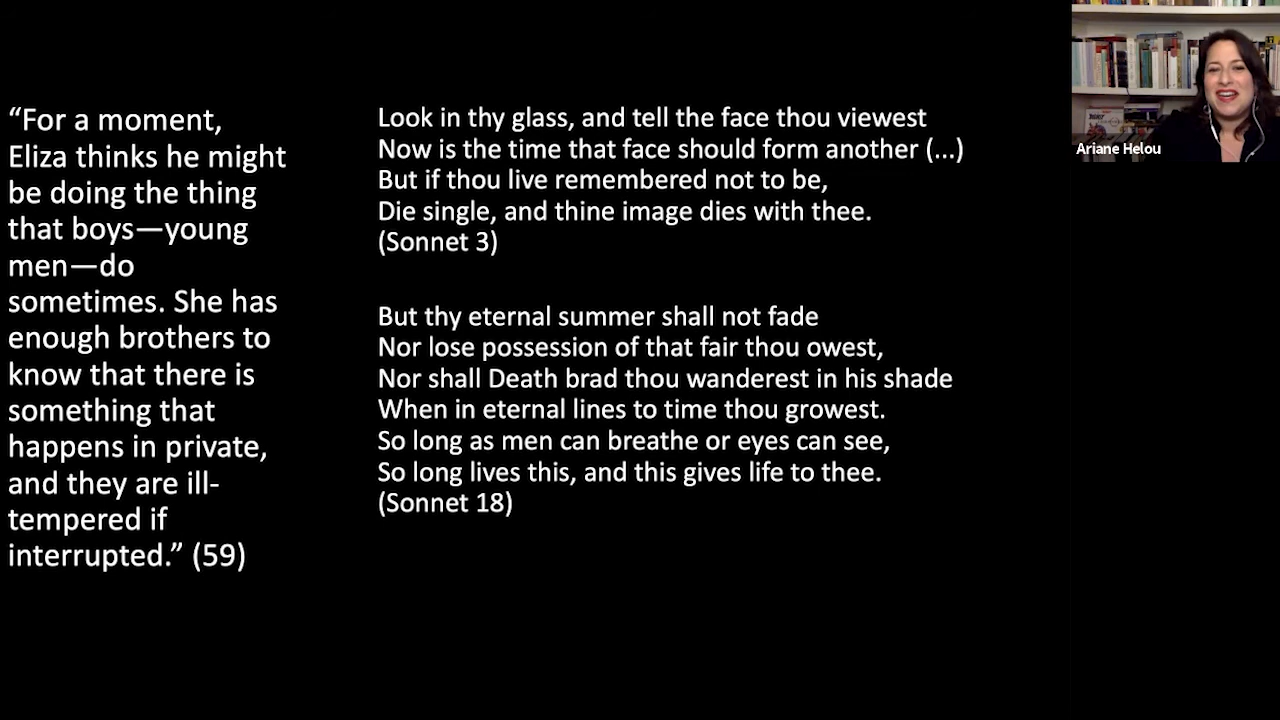 “For a moment,
Eliza thinks he might
be doing the thing
that boys—young
men—do
sometimes. She has
enough brothers to
know that there is
something that
happens in private,
and they are ill-
tempered if
interrupted.” (59)
Look in thy glass, and tell the face thou viewest
Now is the time that face should form another (...)
But if thou live remembered not to be,
Die single, and thine image dies with thee.
(Sonnet 3)
But thy eternal summer shall not fade
Nor lose possession of that fair thou owest,
Nor shall Death brad thou wanderest in his shade
When in eternal lines to time thou growest.
So long as men can breathe or eyes can see,
So long lives this, and this gives life to thee.
(Sonnet 18)
Ariane Helou